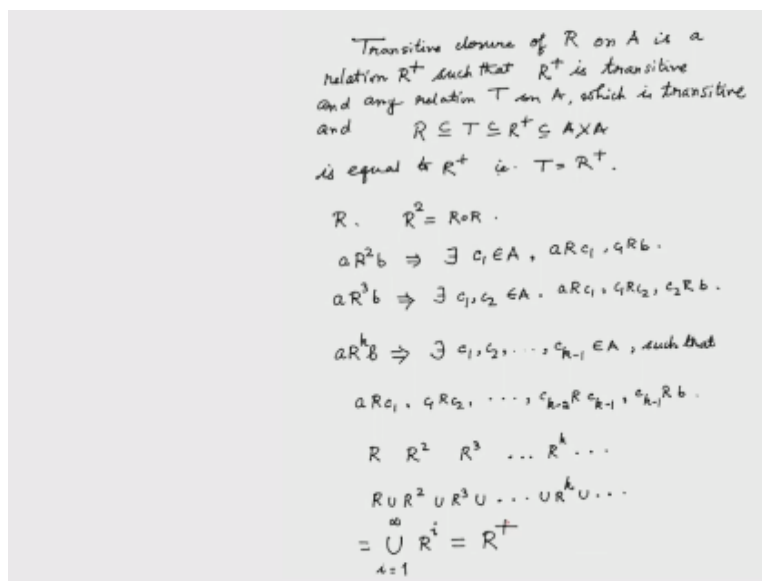 Transitive closure of R on A is a
relation R⁺ such that R⁺ is transitive
and any relation T on A, which is transitive
and R ⊆ T ⊆ R⁺ ⊆ A×A
is equal to R⁺ ie. T = R⁺.
R. R² = R∘R.
aR²b ⇒ ∃ c₁ ∈ A, aRc₁, c₁Rb.
aR³b ⇒ ∃ c₁, c₂ ∈ A. aRc₁, c₁Rc₂, c₂Rb.
aRᵏb ⇒ ∃ c₁, c₂, ..., cₖ₋₁ ∈ A, such that
aRc₁, c₁Rc₂, ..., cₖ₋₂Rcₖ₋₁, cₖ₋₁Rb.
R R² R³ ... Rᵏ ...
R ∪ R² ∪ R³ ∪ ... ∪ Rᵏ ∪ ...
= ⋃_{i=1}^{∞} Rⁱ = R⁺